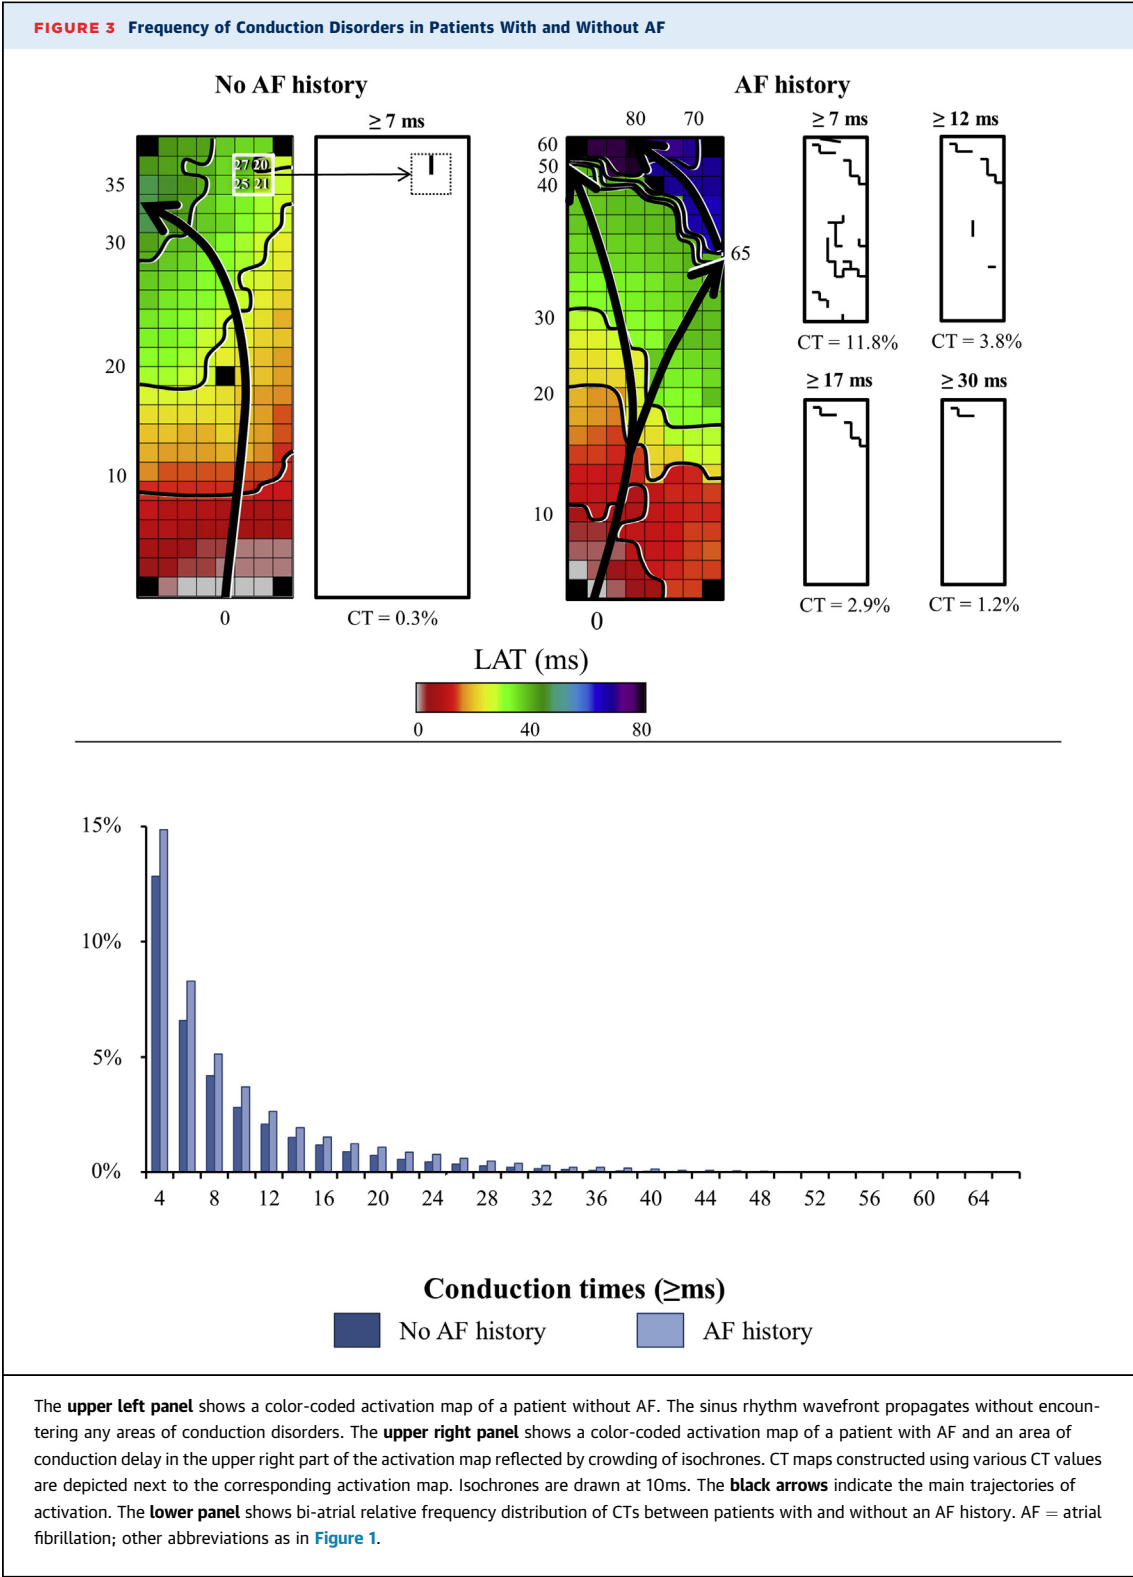 FIGURE 3 Frequency of Conduction Disorders in Patients With and Without AF
No AF history
AF history
≥ 7 ms
35
30
20
10
0
27 20
25 21
CT = 0.3%
80 70
60
50
40
30
20
10
0
65
≥ 7 ms
≥ 12 ms
CT = 11.8%
CT = 3.8%
≥ 17 ms
≥ 30 ms
CT = 2.9%
CT = 1.2%
LAT (ms)
0 40 80
15%
10%
5%
0%
4 8 12 16 20 24 28 32 36 40 44 48 52 56 60 64
Conduction times (≥ms)
No AF history
AF history
The upper left panel shows a color-coded activation map of a patient without AF. The sinus rhythm wavefront propagates without encoun-
tering any areas of conduction disorders. The upper right panel shows a color-coded activation map of a patient with AF and an area of
conduction delay in the upper right part of the activation map reflected by crowding of isochrones. CT maps constructed using various CT values
are depicted next to the corresponding activation map. Isochrones are drawn at 10ms. The black arrows indicate the main trajectories of
activation. The lower panel shows bi-atrial relative frequency distribution of CTs between patients with and without an AF history. AF = atrial
fibrillation; other abbreviations as in Figure 1.